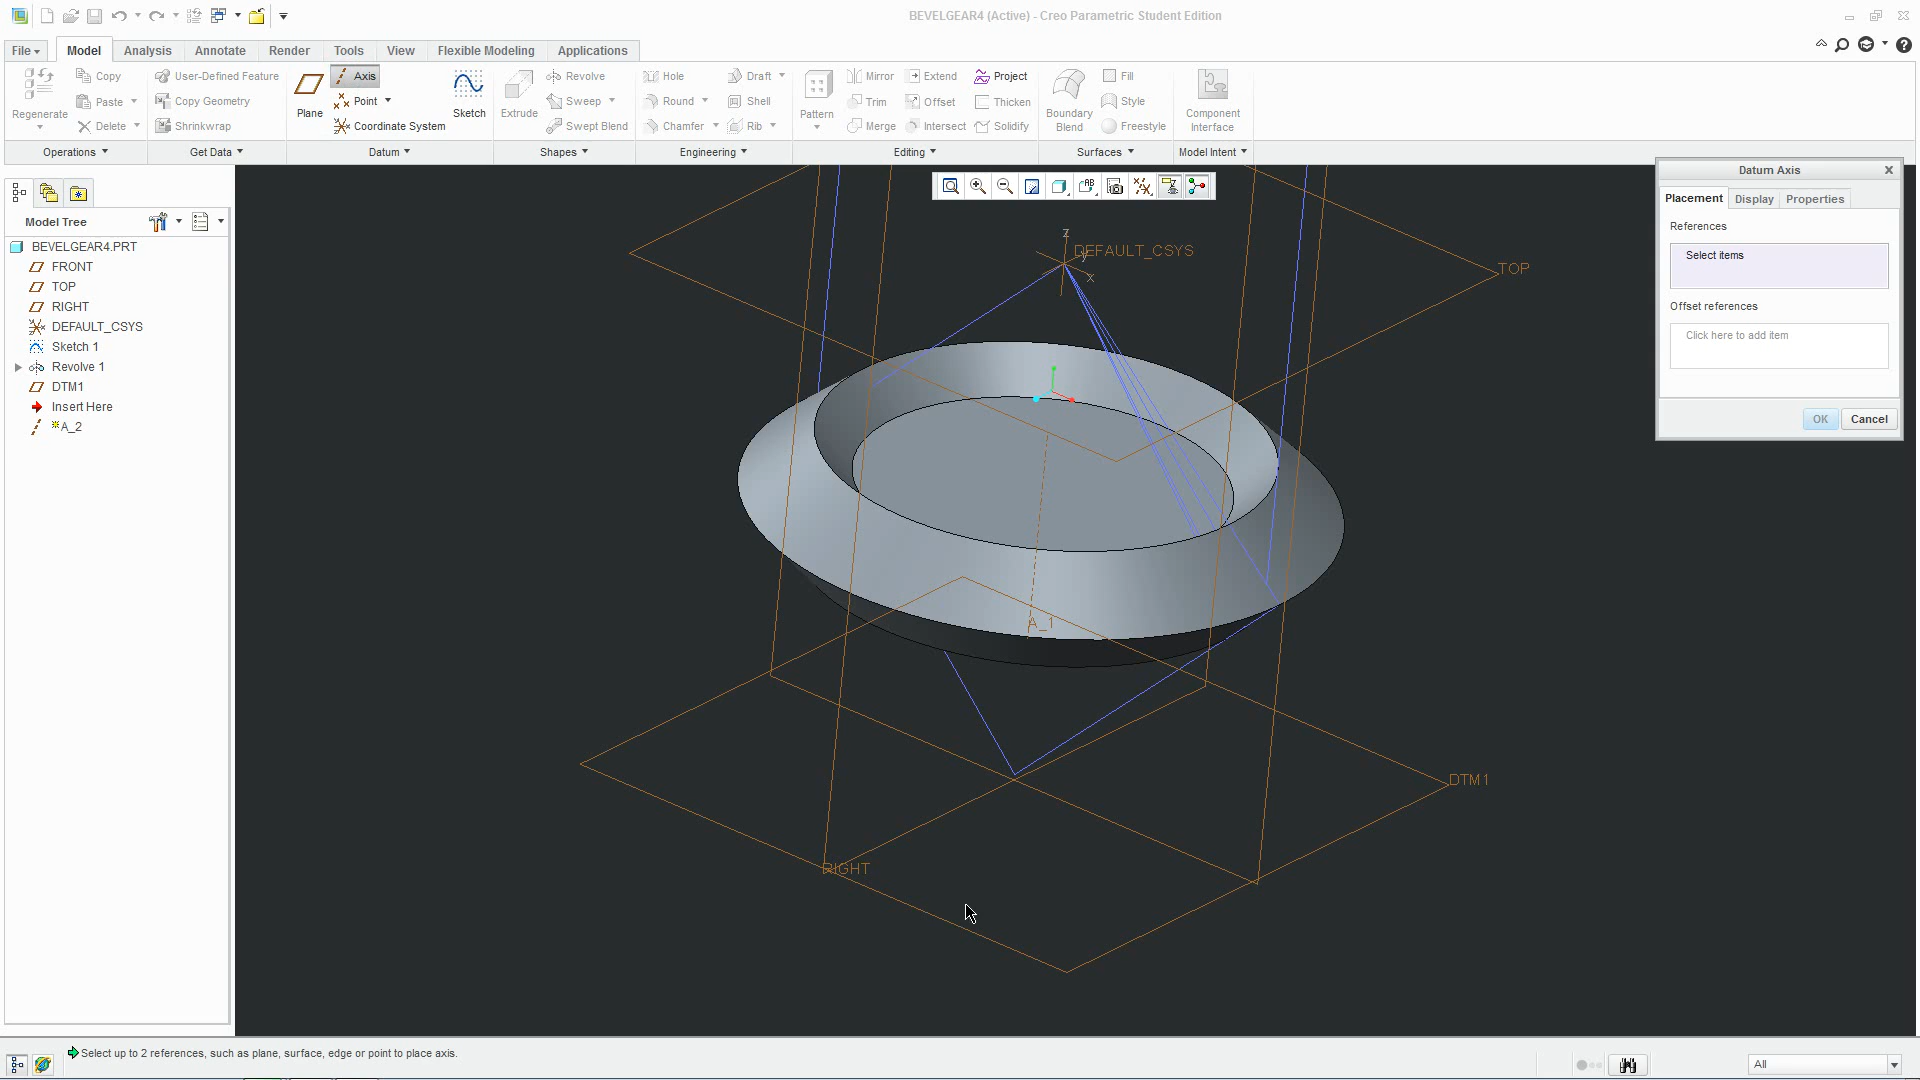 BEVELGEAR4 (Active) - Creo Parametric Student Edition
File Model Analysis Annotate Render Tools View Flexible Modeling Applications
Regenerate Copy Paste Delete
User-Defined Feature
Copy Geometry
Shrinkwrap
Plane Axis Point Coordinate System Sketch
Extrude Revolve Sweep Swept Blend
Hole Round Chamfer Draft Shell Rib
Pattern Mirror Trim Merge Extend Offset Intersect Project Thicken Solidify
Boundary Blend Fill Style Freestyle
Component Interface
Operations Get Data Datum Shapes Engineering Editing Surfaces Model Intent
Model Tree
BEVELGEAR4.PRT
FRONT
TOP
RIGHT
DEFAULT_CSYS
Sketch 1
Revolve 1
DTM1
Insert Here
A_2
z
DEFAULT_CSYS
y
x
TOP
A_1
DTM1
RIGHT
Datum Axis
Placement Display Properties
References
Select items
Offset references
Click here to add item
OK Cancel
Select up to 2 references, such as plane, surface, edge or point to place axis.
All